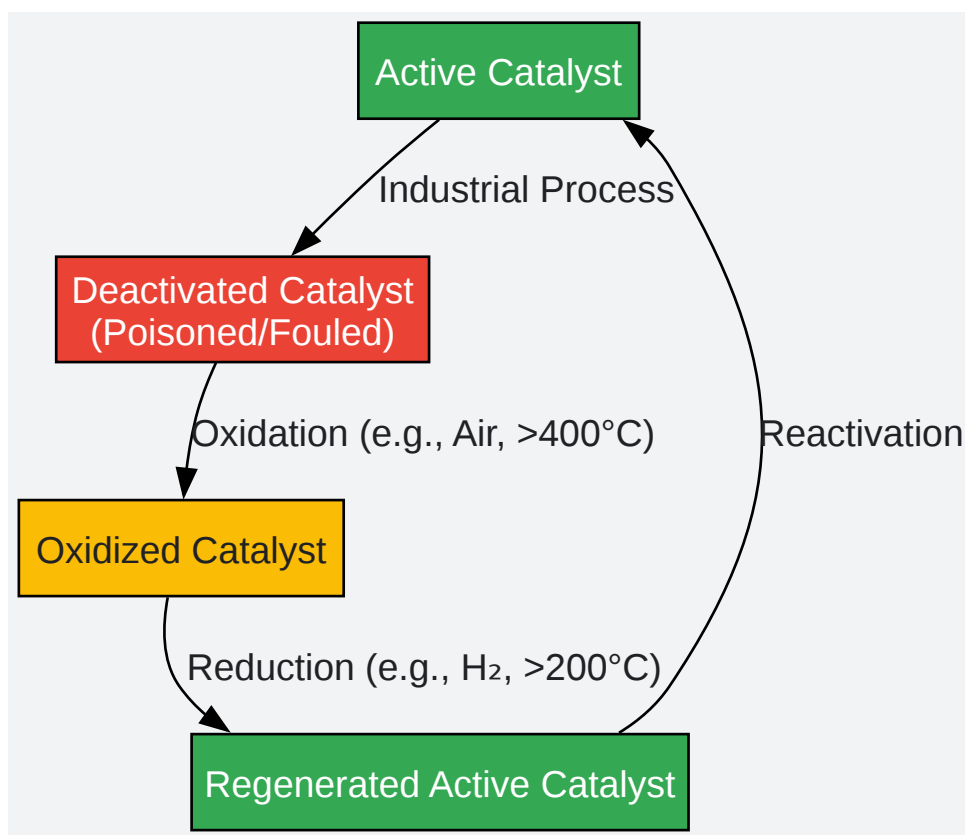 Active Catalyst
Industrial Process
Deactivated Catalyst
(Poisoned/Fouled)
Oxidation (e.g., Air, >400°C)
Reactivation
Oxidized Catalyst
Reduction (e.g., H₂, >200°C)
Regenerated Active Catalyst